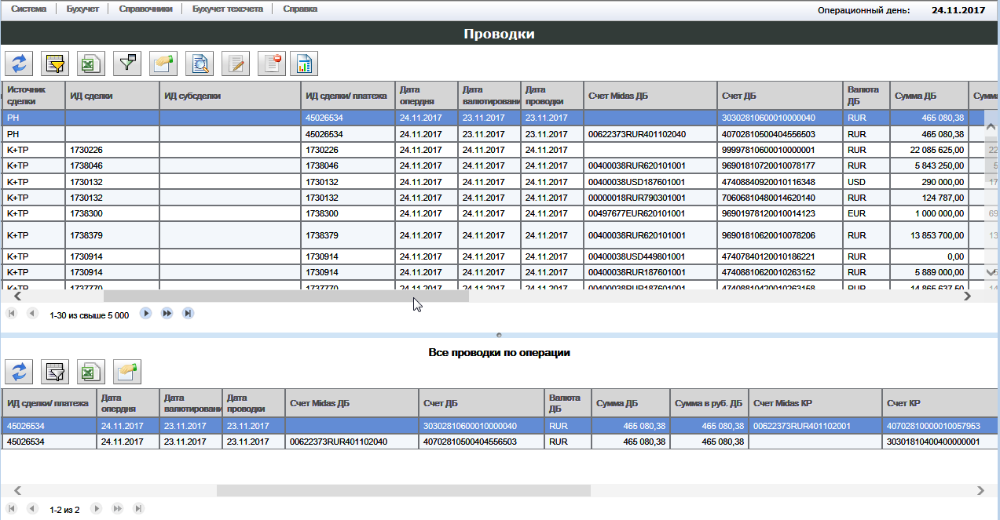 Система Бухучет Справочники Бухучет техсчета Справка Операционный день: 24.11.2017
Проводки
Источник сделки ИД сделки ИД субсделки ИД сделки/ платежа Дата опердня Дата валютировани Дата проводки Счет Midas ДБ Счет ДБ Валюта ДБ Сумма ДБ Сумма
PH 45026534 24.11.2017 23.11.2017 23.11.2017 30302810600010000040 RUR 465 080,38
PH 45026534 24.11.2017 23.11.2017 23.11.2017 00622373RUR401102040 40702810500404556503 RUR 465 080,38
K+TP 1730226 1730226 24.11.2017 24.11.2017 24.11.2017 99997810600010000001 RUR 22 085 625,00 22
K+TP 1738046 1738046 24.11.2017 24.11.2017 24.11.2017 00400038RUR620101001 96901810720010078177 RUR 5 843 250,00 5
K+TP 1730132 1730132 24.11.2017 24.11.2017 24.11.2017 00400038USD187601001 47408840920010116348 USD 290 000,00 17
K+TP 1730132 1730132 24.11.2017 24.11.2017 24.11.2017 00000018RUR790301001 70606810480014620140 RUR 124 787,00
K+TP 1738300 1738300 24.11.2017 24.11.2017 24.11.2017 00497677EUR620101001 96901978120010014123 EUR 1 000 000,00 69
K+TP 1738379 1738379 24.11.2017 24.11.2017 24.11.2017 00400038RUR620101001 96901810620010078206 RUR 13 853 700,00 13
K+TP 1730914 1730914 24.11.2017 24.11.2017 24.11.2017 00400038USD449801001 47407840120010186221 RUR 0,00
K+TP 1730914 1730914 24.11.2017 24.11.2017 24.11.2017 00400038RUR187601001 47408810620010263152 RUR 5 889 000,00 5
K+TP 1737770 1737770 24.11.2017 24.11.2017 24.11.2017 00400038RUR187601001 47408810420010263158 RUR 14 865 637,50 14
1-30 из свыше 5 000
Все проводки по операции
ИД сделки/ платежа Дата опердня Дата валютировани Дата проводки Счет Midas ДБ Счет ДБ Валюта ДБ Сумма ДБ Сумма в руб. ДБ Счет Midas КР Счет КР
45026534 24.11.2017 23.11.2017 23.11.2017 30302810600010000040 RUR 465 080,38 465 080,38 00622373RUR401102001 40702810000010057953
45026534 24.11.2017 23.11.2017 23.11.2017 00622373RUR401102040 40702810500404556503 RUR 465 080,38 465 080,38 30301810400400000001
1-2 из 2